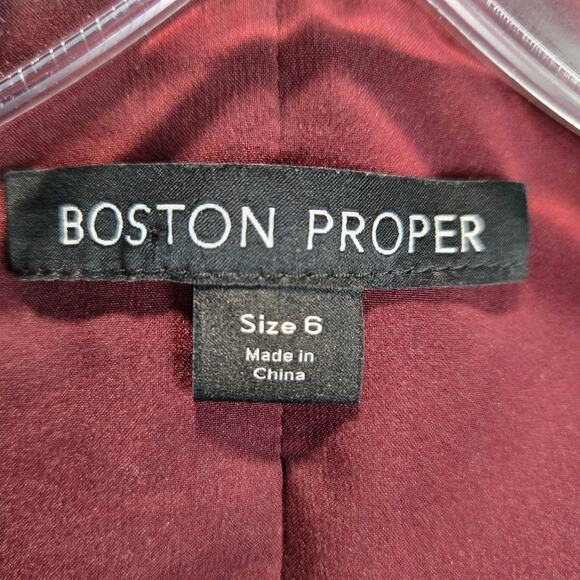 BOSTON PROPER
Size 6
Made in
China